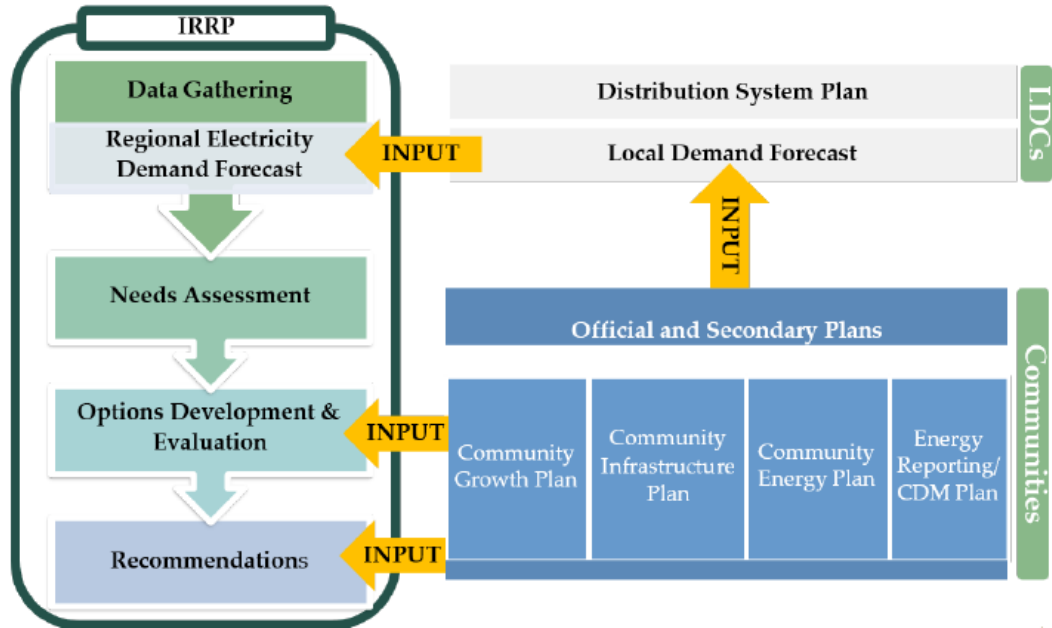 IRRP
Data Gathering
Regional Electricity
Demand Forecast
Needs Assessment
Options Development &
Evaluation
Recommendations
INPUT
INPUT
INPUT
Distribution System Plan
Local Demand Forecast
LDCs
INPUT
Official and Secondary Plans
Community
Growth Plan
Community
Infrastructure
Plan
Community
Energy Plan
Energy
Reporting/
CDM Plan
Communities